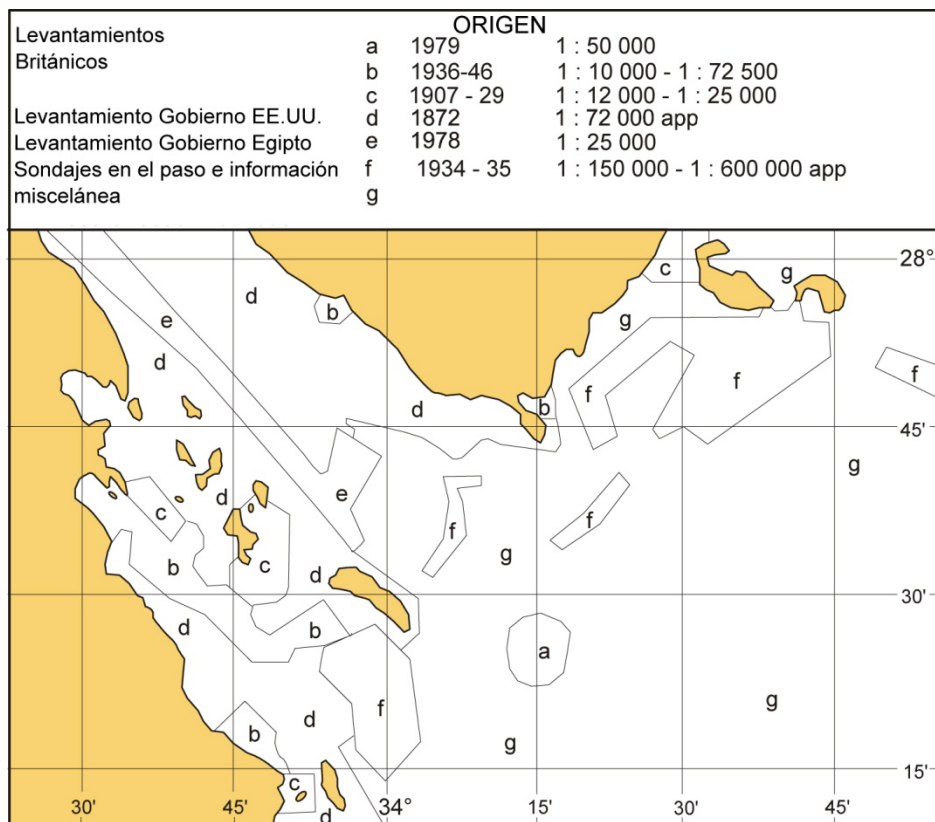 ORIGEN
Levantamientos a 1979 1 : 50 000
Británicos b 1936-46 1 : 10 000 - 1 : 72 500
c 1907 - 29 1 : 12 000 - 1 : 25 000
Levantamiento Gobierno EE.UU. d 1872 1 : 72 000 app
Levantamiento Gobierno Egipto e 1978 1 : 25 000
Sondajes en el paso e información f 1934 - 35 1 : 150 000 - 1 : 600 000 app
miscelánea g
28°
c
g
d
b
e
g
d
f
f
f
d
b
45'
g
c
d
e
f
f
b
c
d
g
30'
d
b
a
f
g
b
d
g
15'
c
d
30'
45'
34°
15'
30'
45'